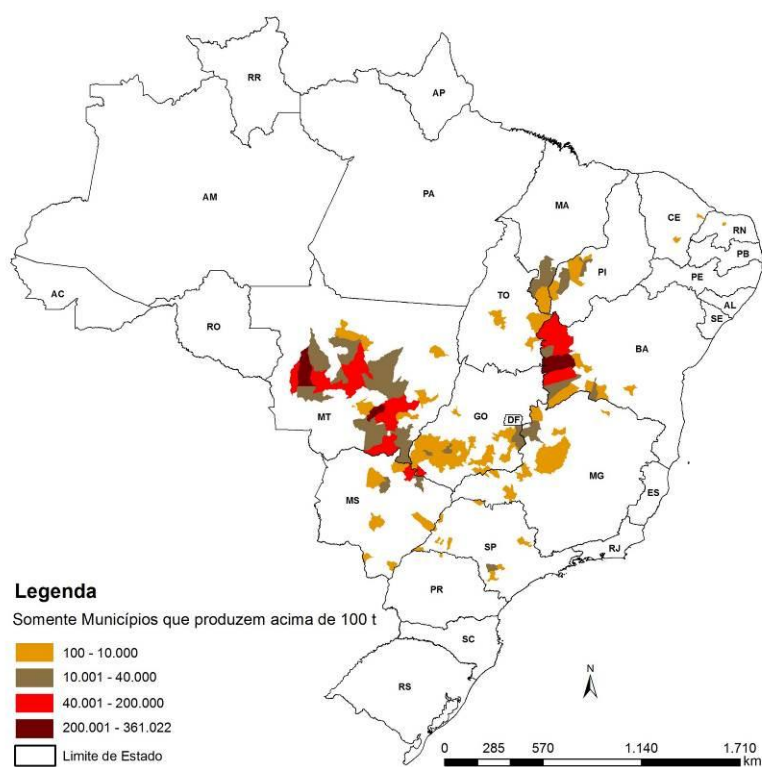 RR
AP
AM
PA
MA
CE
RN
PB
PI
PE
AC
TO
AL
SE
RO
BA
MT
GO
DF
MG
MS
ES
SP
RJ
PR
SC
RS
Legenda
Somente Municípios que produzem acima de 100 t
100 - 10.000
10.001 - 40.000
40.001 - 200.000
200.001 - 361.022
Limite de Estado
N
0 285 570 1.140 1.710
km